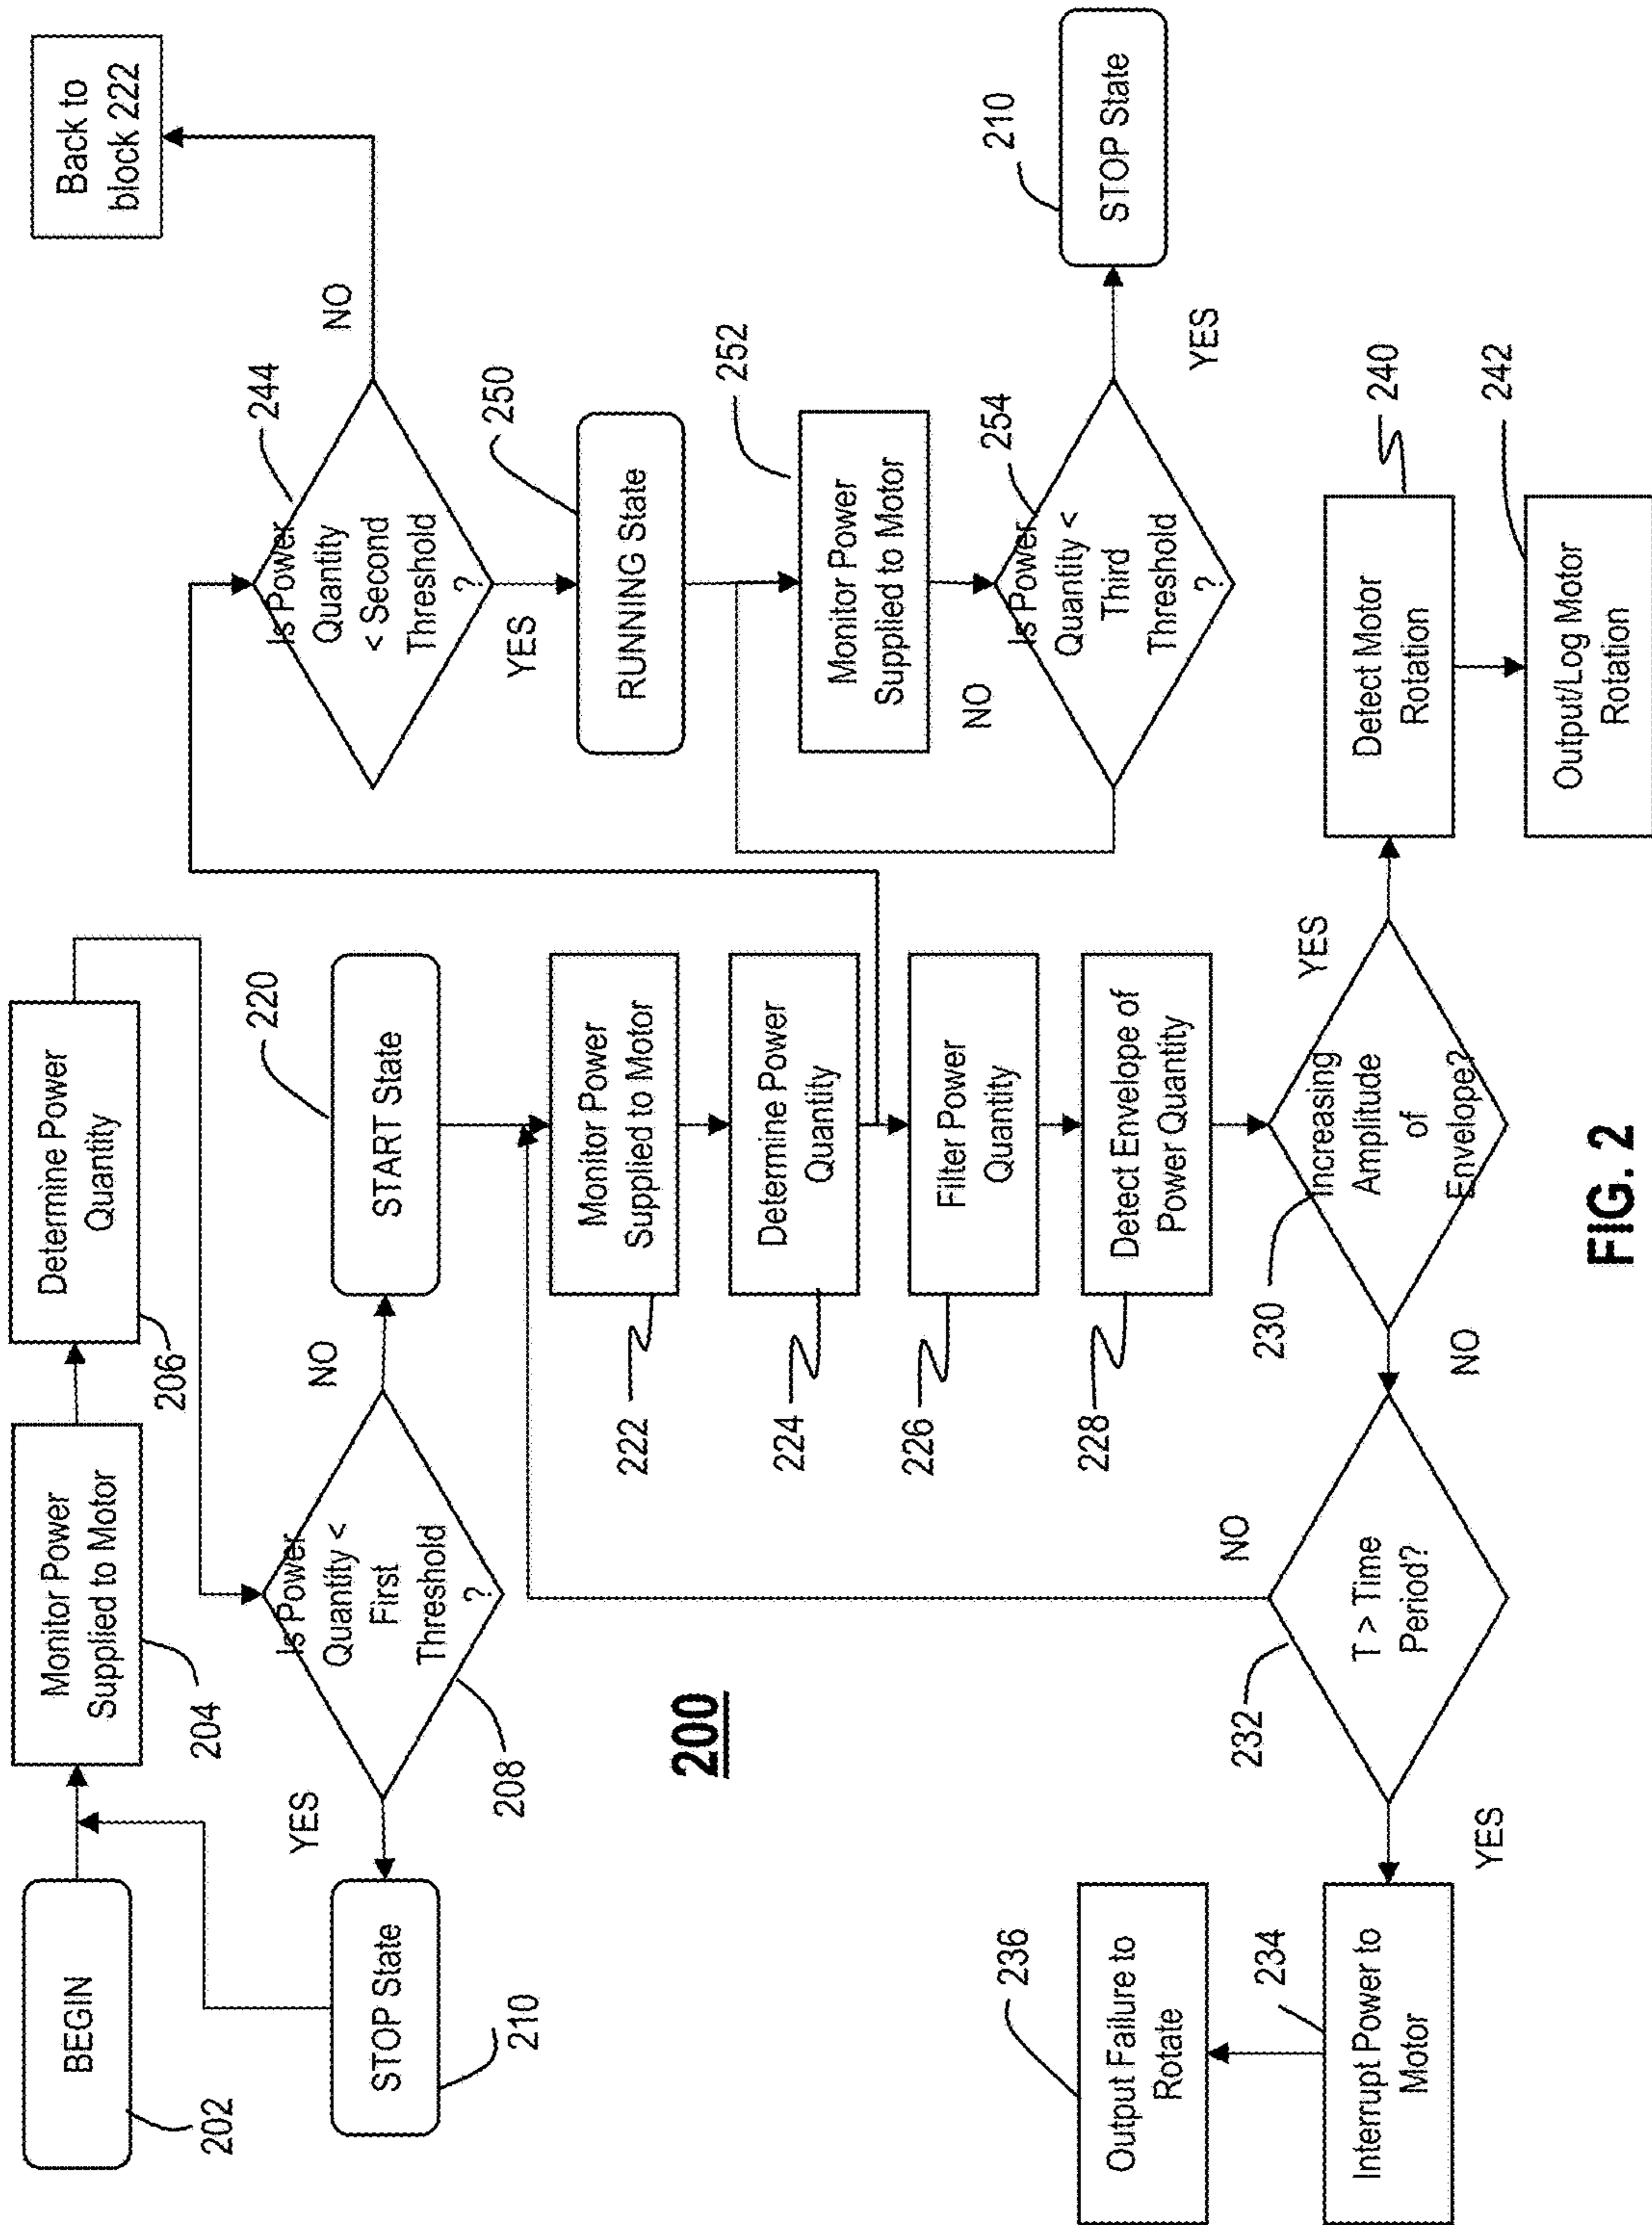 BEGIN
202
Monitor Power
Supplied to Motor
204
Determine Power
Quantity
206
Is Power
Quantity <
First
Threshold
?
208
YES
NO
STOP State
210
START State
220
Monitor Power
Supplied to Motor
222
Determine Power
Quantity
224
Filter Power
Quantity
226
Detect Envelope of
Power Quantity
228
Increasing
Amplitude
of
Envelope?
230
YES
NO
T > Time
Period?
232
NO
YES
Interrupt Power to
Motor
234
Output Failure to
Rotate
236
Detect Motor
Rotation
240
Output/Log Motor
Rotation
242
Is Power
Quantity
< Second
Threshold
?
244
NO
YES
Back to
block 222
RUNNING State
250
Monitor Power
Supplied to Motor
252
Is Power
Quantity <
Third
Threshold
?
254
NO
YES
STOP State
210
200
FIG. 2